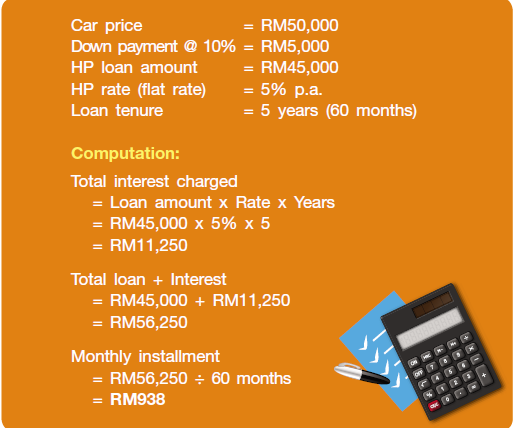 Car price = RM50,000
Down payment @ 10% = RM5,000
HP loan amount = RM45,000
HP rate (flat rate) = 5% p.a.
Loan tenure = 5 years (60 months)
Computation:
Total interest charged
= Loan amount x Rate x Years
= RM45,000 x 5% x 5
= RM11,250
Total loan + Interest
= RM45,000 + RM11,250
= RM56,250
Monthly installment
= RM56,250 ÷ 60 months
= RM938